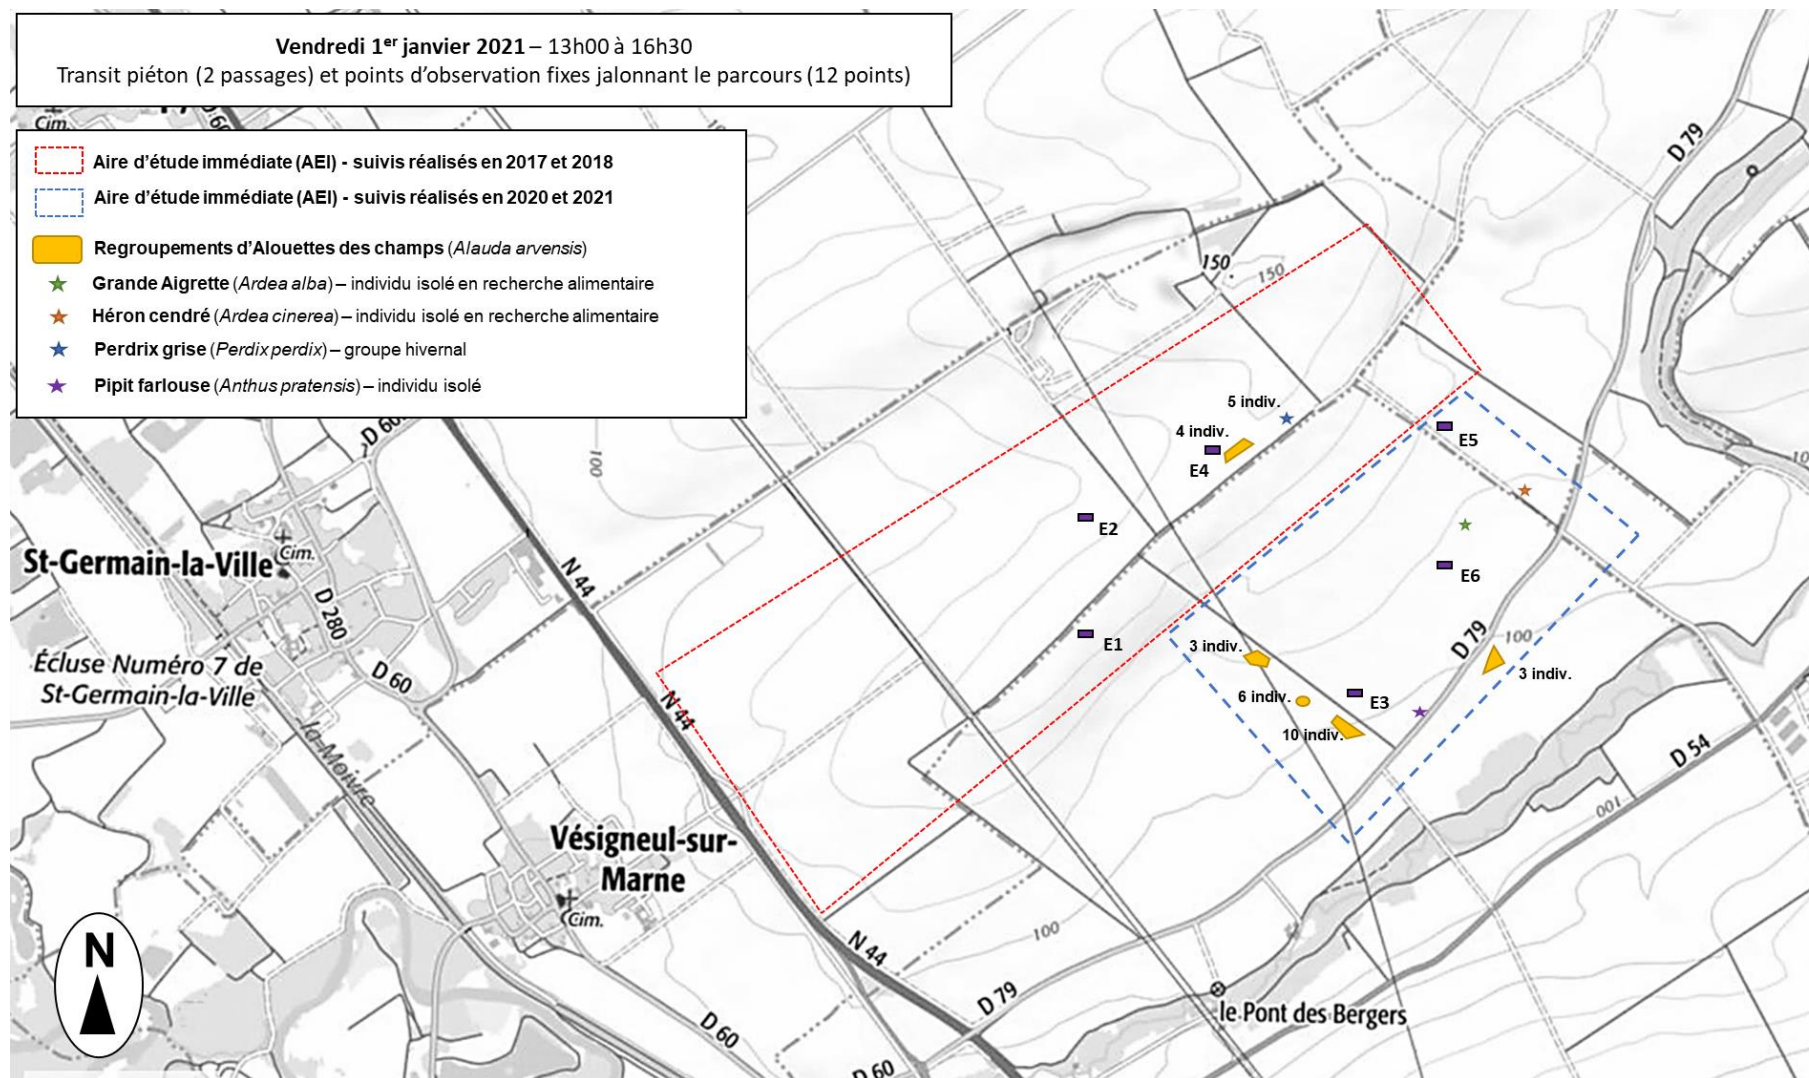 Vendredi 1er janvier 2021 – 13h00 à 16h30
Transit piéton (2 passages) et points d'observation fixes jalonnant le parcours (12 points)
Cim.
D 60
Aire d'étude immédiate (AEI) - suivis réalisés en 2017 et 2018
Aire d'étude immédiate (AEI) - suivis réalisés en 2020 et 2021
Regroupements d'Alouettes des champs (Alauda arvensis)
Grande Aigrette (Ardea alba) – individu isolé en recherche alimentaire
Héron cendré (Ardea cinerea) – individu isolé en recherche alimentaire
Perdrix grise (Perdix perdix) – groupe hivernal
Pipit farlouse (Anthus pratensis) – individu isolé
D 79
150
150
5 indiv.
4 indiv.
E4
E5
D 60
100
E2
E6
St-Germain-la-Ville
Cim.
N 44
D 280
E1
D 79
100
3 indiv.
3 indiv.
Écluse Numéro 7 de
St-Germain-la-Ville
D 60
N 44
6 indiv.
E3
10 indiv.
la Moivre
D 54
100
Vésigneul-sur-
Marne
Cim.
N 44
100
N
D 79
le Pont des Bergers
D 60
D 60